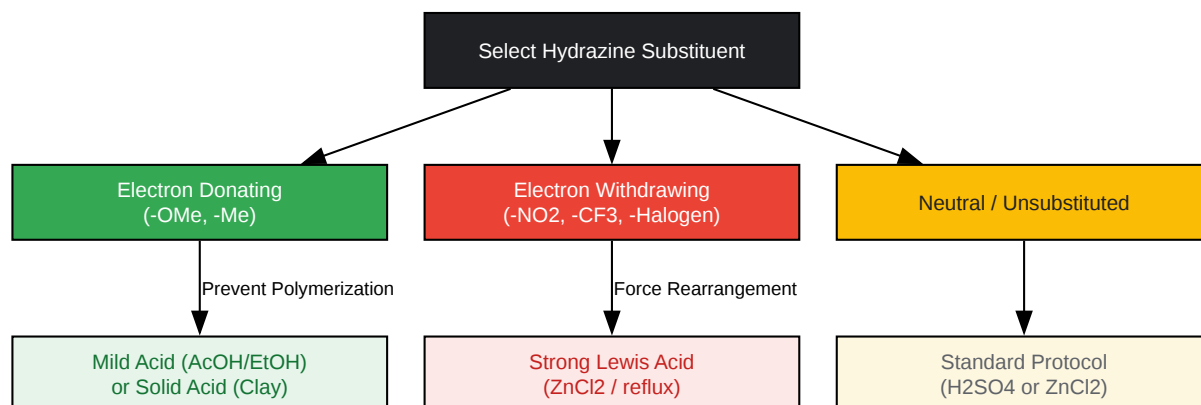 Select Hydrazine Substituent
Electron Donating
(-OMe, -Me)
Electron Withdrawing
(-NO2, -CF3, -Halogen)
Neutral / Unsubstituted
Prevent Polymerization
Force Rearrangement
Mild Acid (AcOH/EtOH)
or Solid Acid (Clay)
Strong Lewis Acid
(ZnCl2 / reflux)
Standard Protocol
(H2SO4 or ZnCl2)